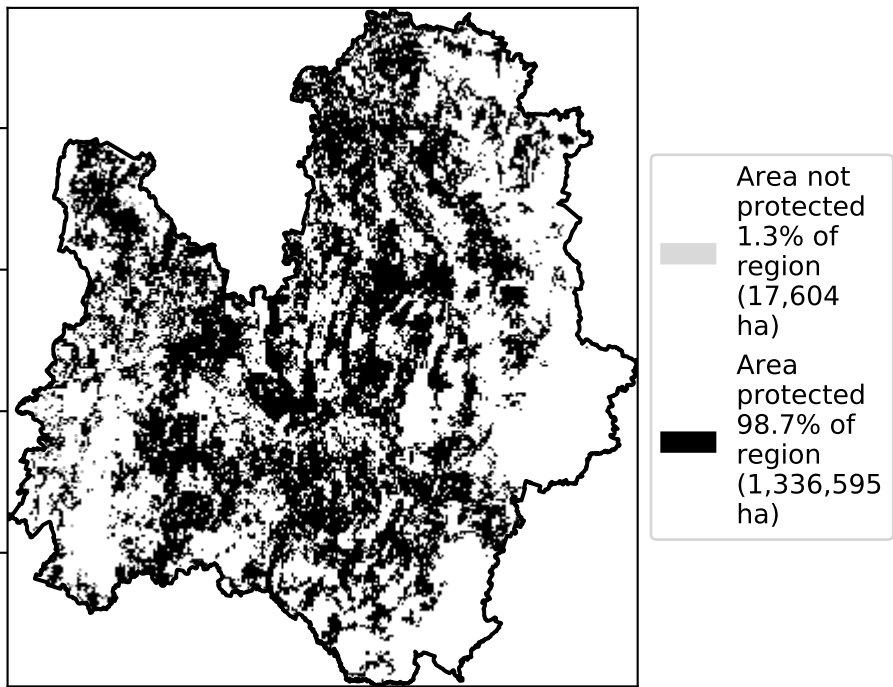 Area not
protected
1.3% of
region
(17,604
ha)
Area
protected
98.7% of
region
(1,336,595
ha)